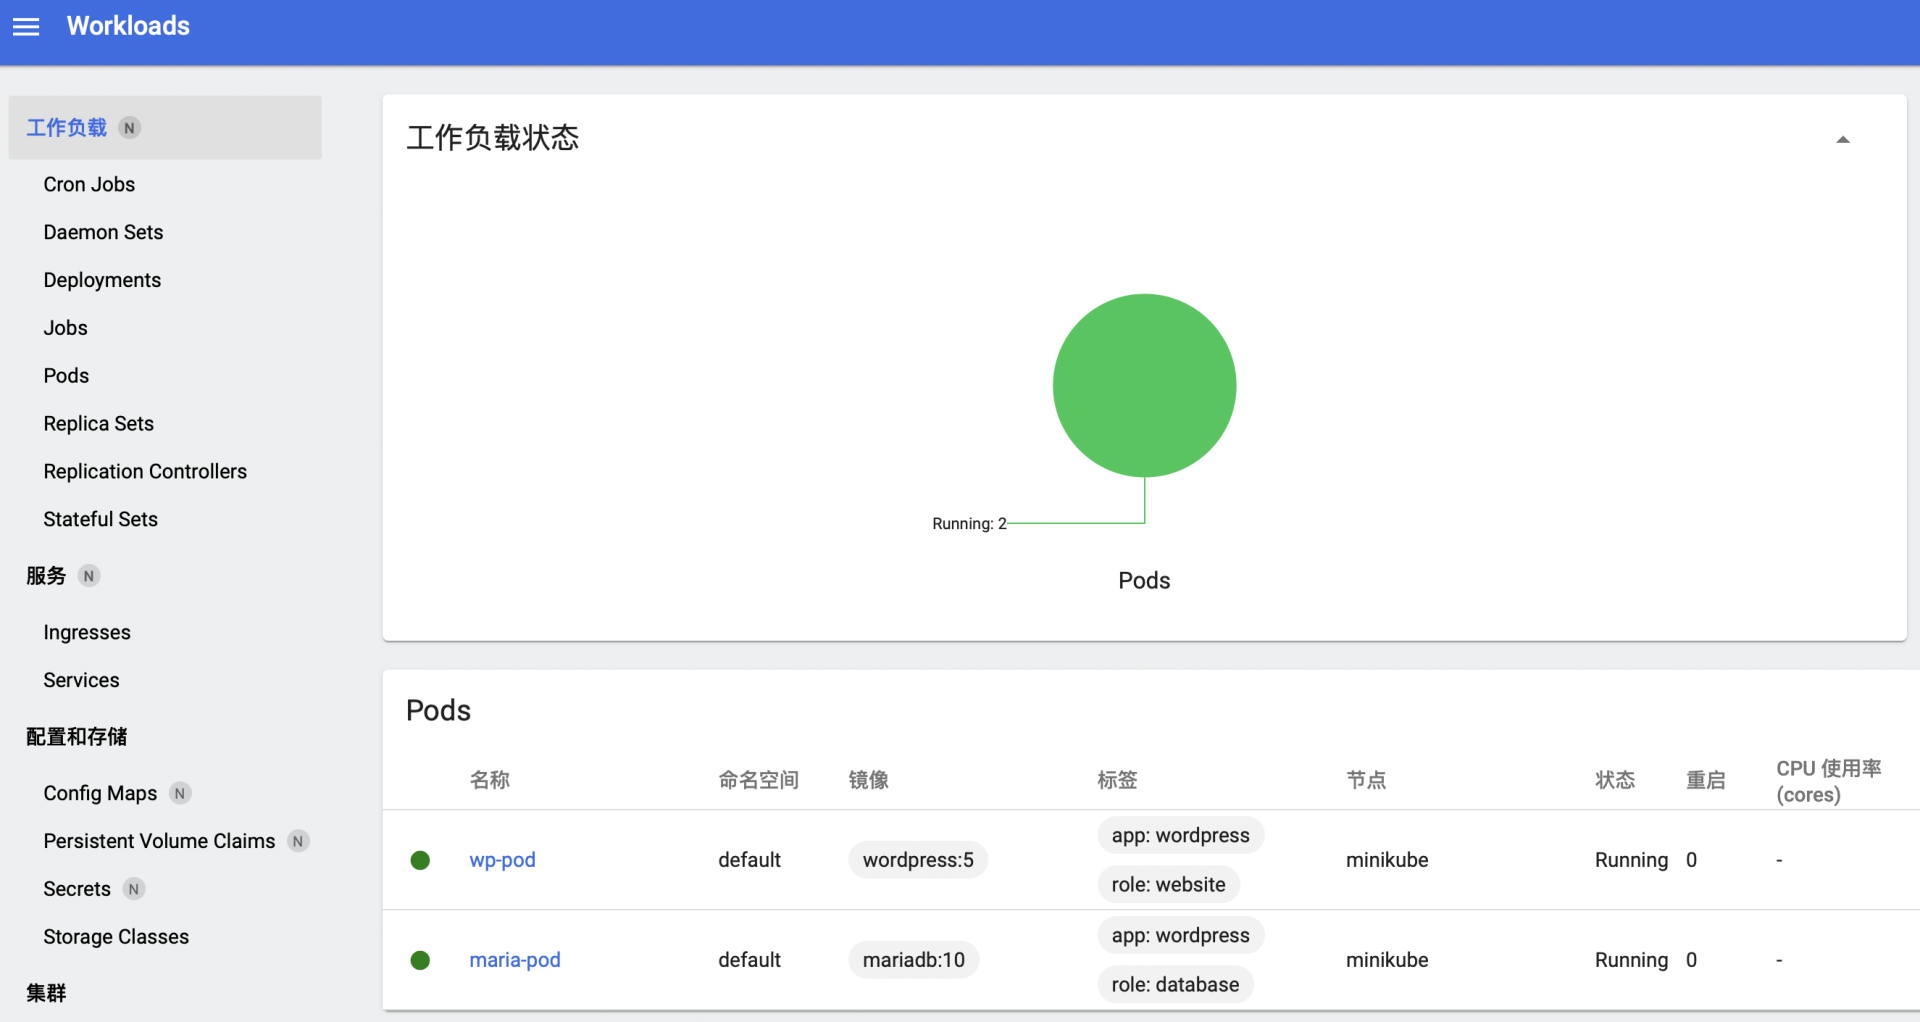 Workloads
工作负载 N
Cron Jobs
Daemon Sets
Deployments
Jobs
Pods
Replica Sets
Replication Controllers
Stateful Sets
服务 N
Ingresses
Services
配置和存储
Config Maps N
Persistent Volume Claims N
Secrets N
Storage Classes
集群
工作负载状态
Running: 2
Pods
Pods
名称 命名空间 镜像 标签 节点 状态 重启 CPU 使用率 (cores)
wp-pod default wordpress:5 app: wordpress role: website minikube Running 0 -
maria-pod default mariadb:10 app: wordpress role: database minikube Running 0 -